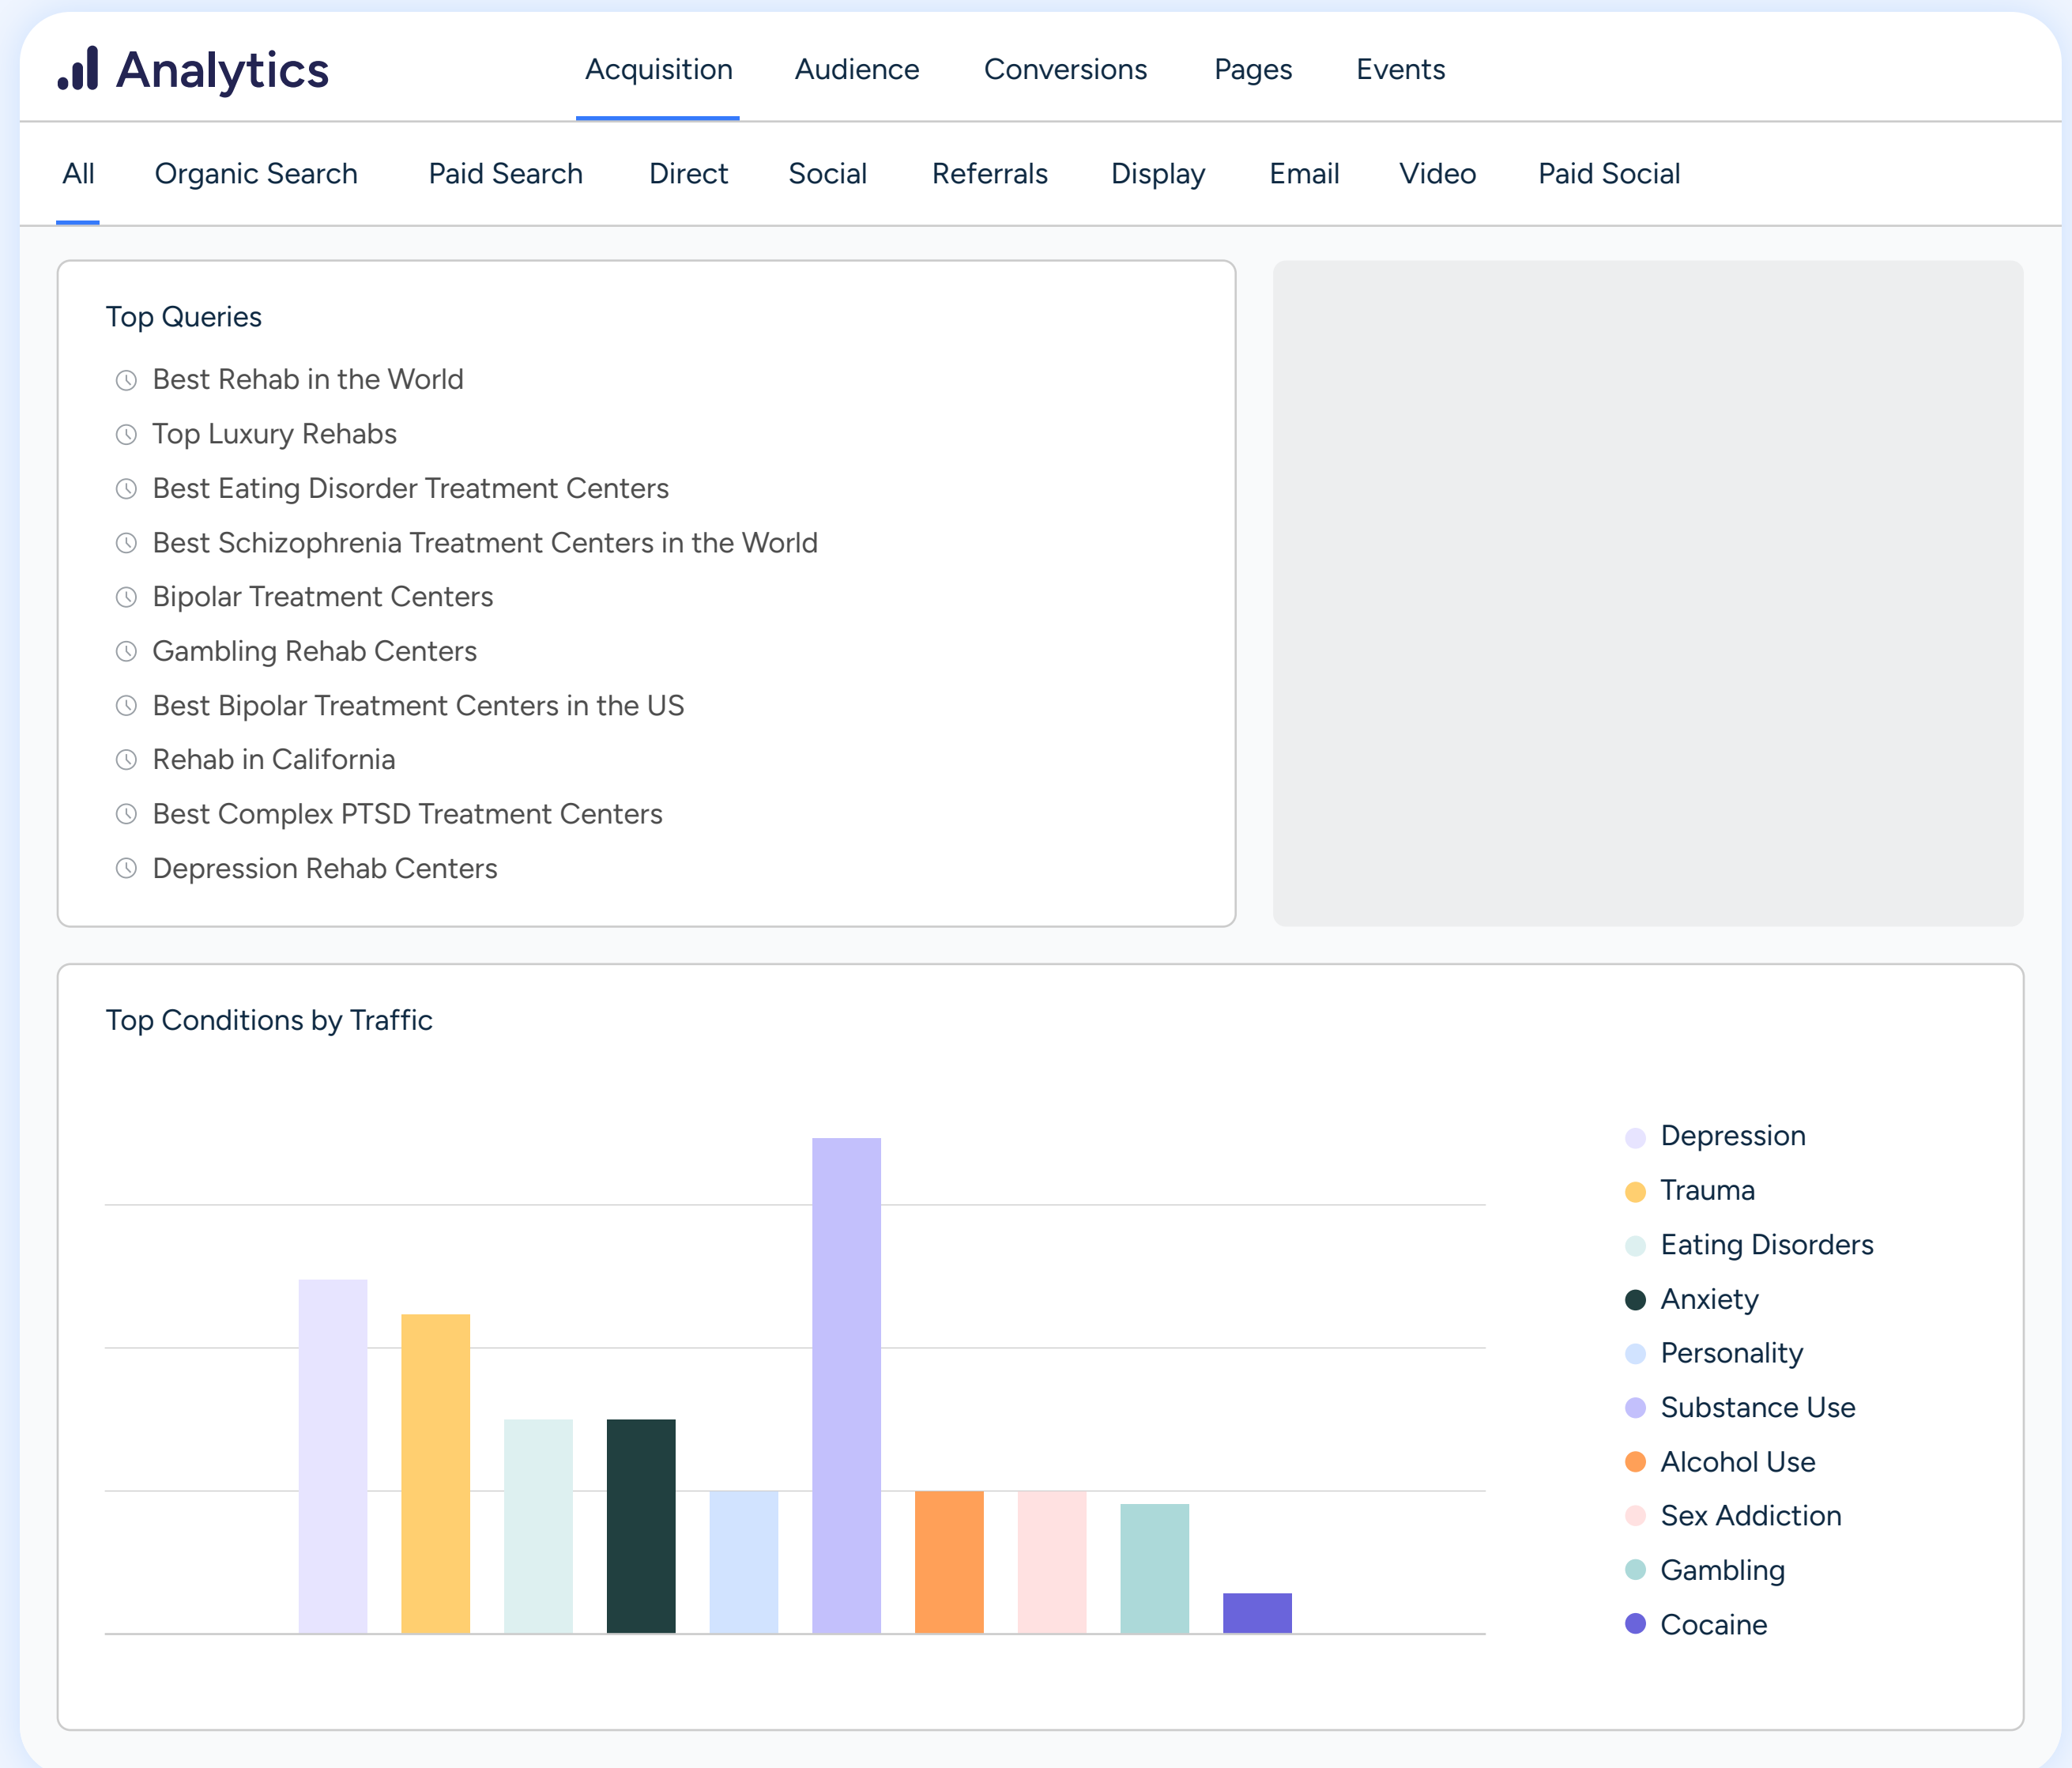 Analytics
Acquisition Audience Conversions Pages Events
All Organic Search Paid Search Direct Social Referrals Display Email Video Paid Social
Top Queries
Best Rehab in the World
Top Luxury Rehabs
Best Eating Disorder Treatment Centers
Best Schizophrenia Treatment Centers in the World
Bipolar Treatment Centers
Gambling Rehab Centers
Best Bipolar Treatment Centers in the US
Rehab in California
Best Complex PTSD Treatment Centers
Depression Rehab Centers
Top Conditions by Traffic
Depression
Trauma
Eating Disorders
Anxiety
Personality
Substance Use
Alcohol Use
Sex Addiction
Gambling
Cocaine